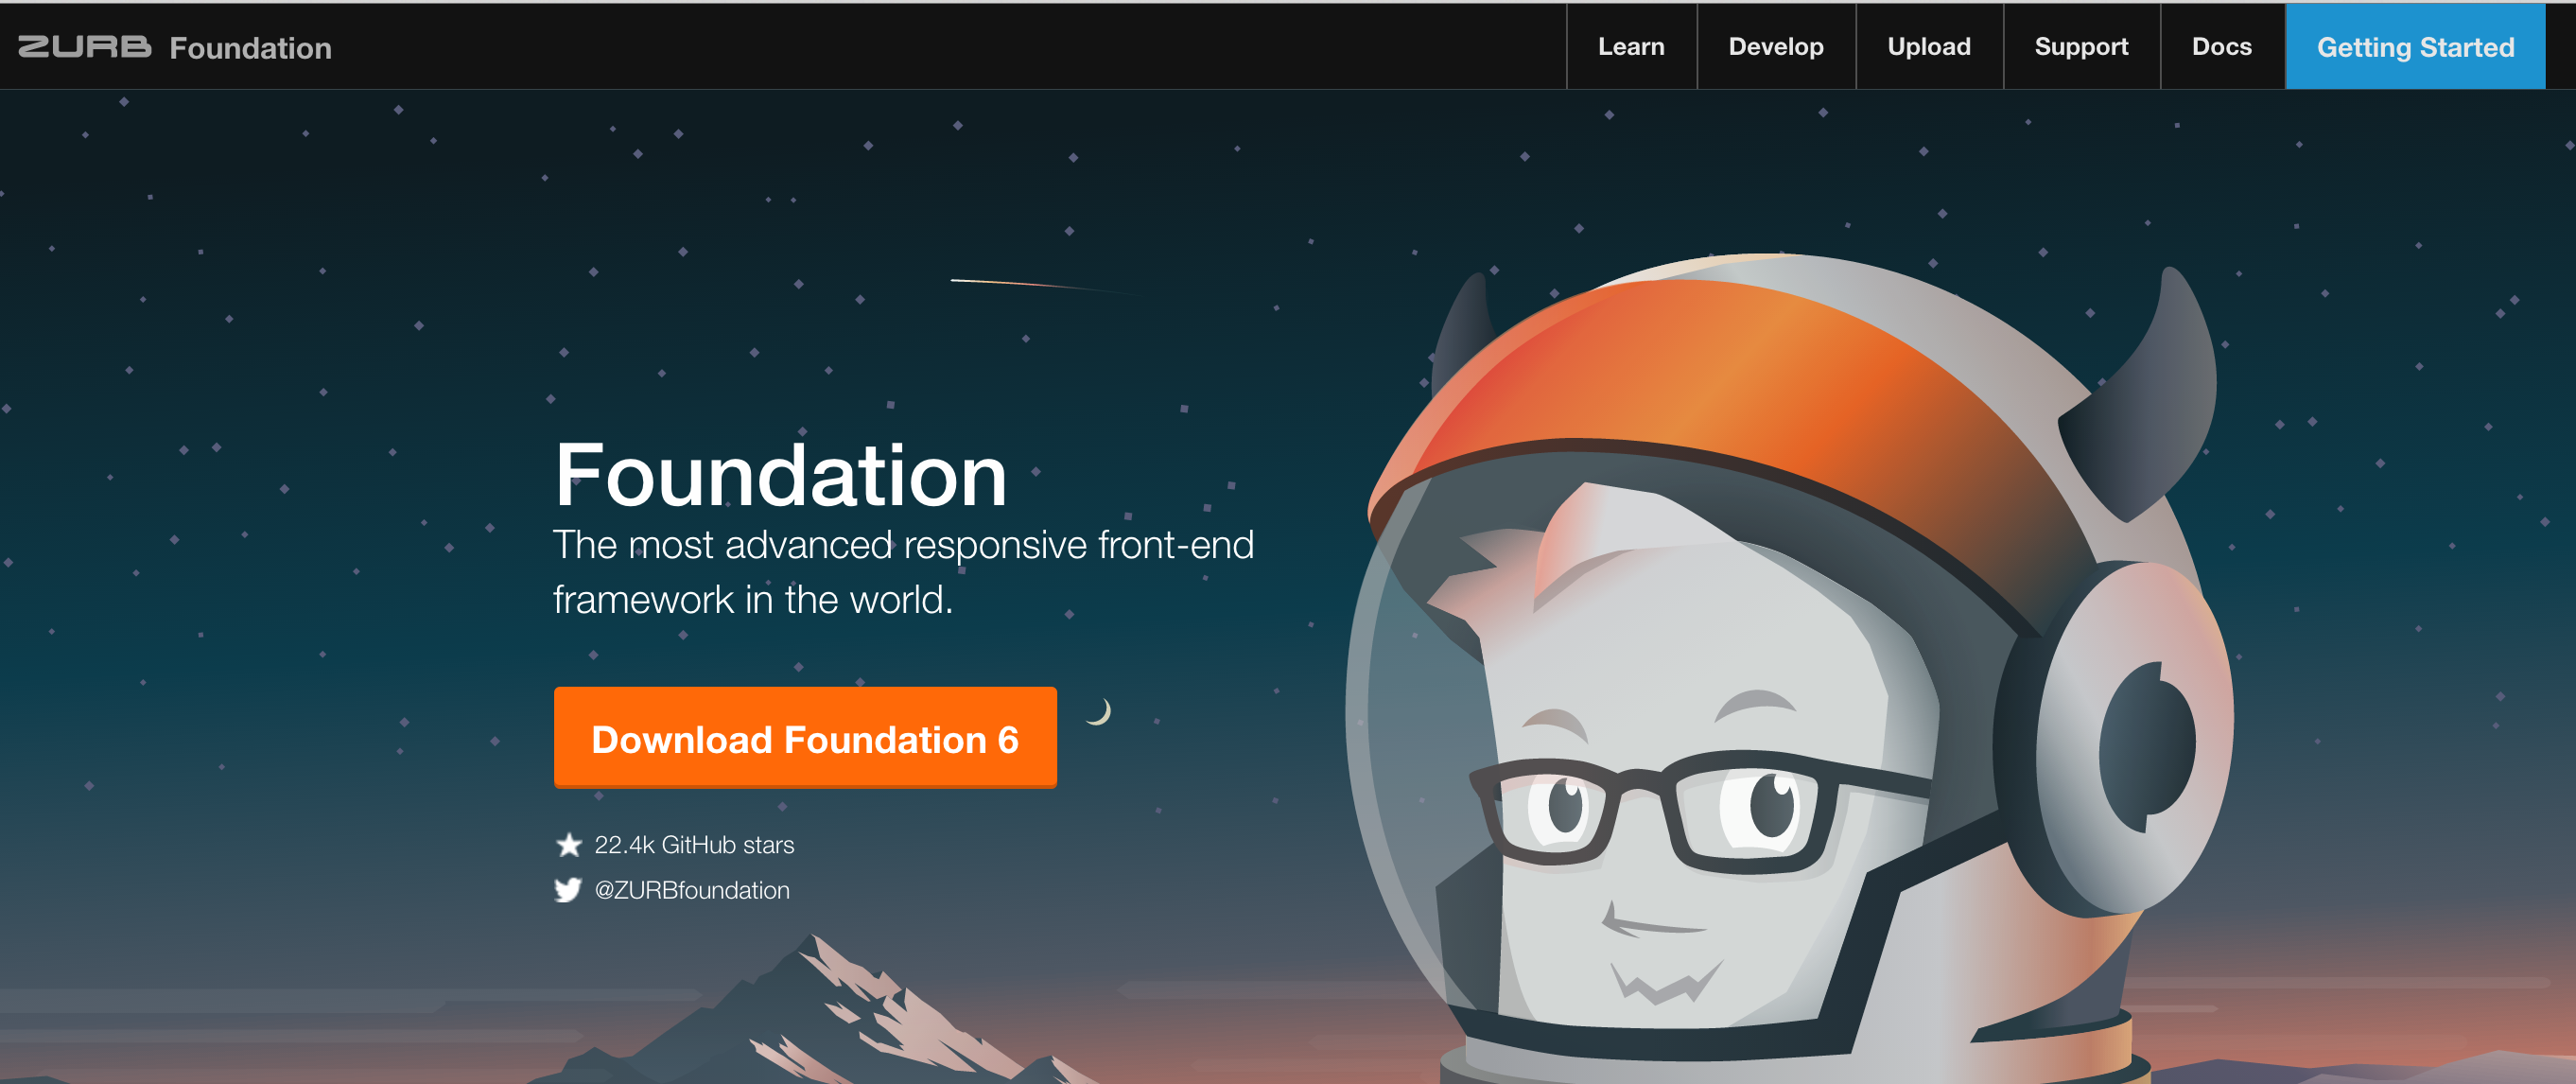 ZURB Foundation
Learn
Develop
Upload
Support
Docs
Getting Started
Foundation
The most advanced responsive front-end
framework in the world.
Download Foundation 6
22.4k GitHub stars
@ZURBfoundation